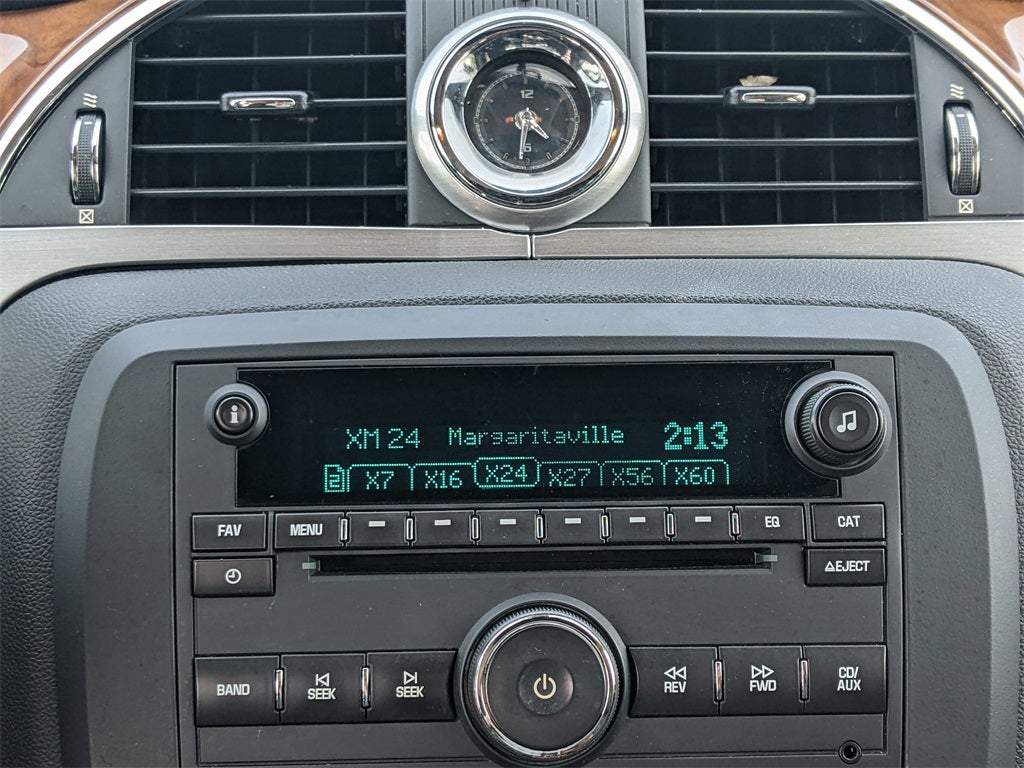 12
6
XM 24 Margaritaville 2:13
2 X7 X16 X24 X27 X56 X60
FAV MENU EQ CAT
EJECT
BAND SEEK SEEK REV FWD CD/
AUX